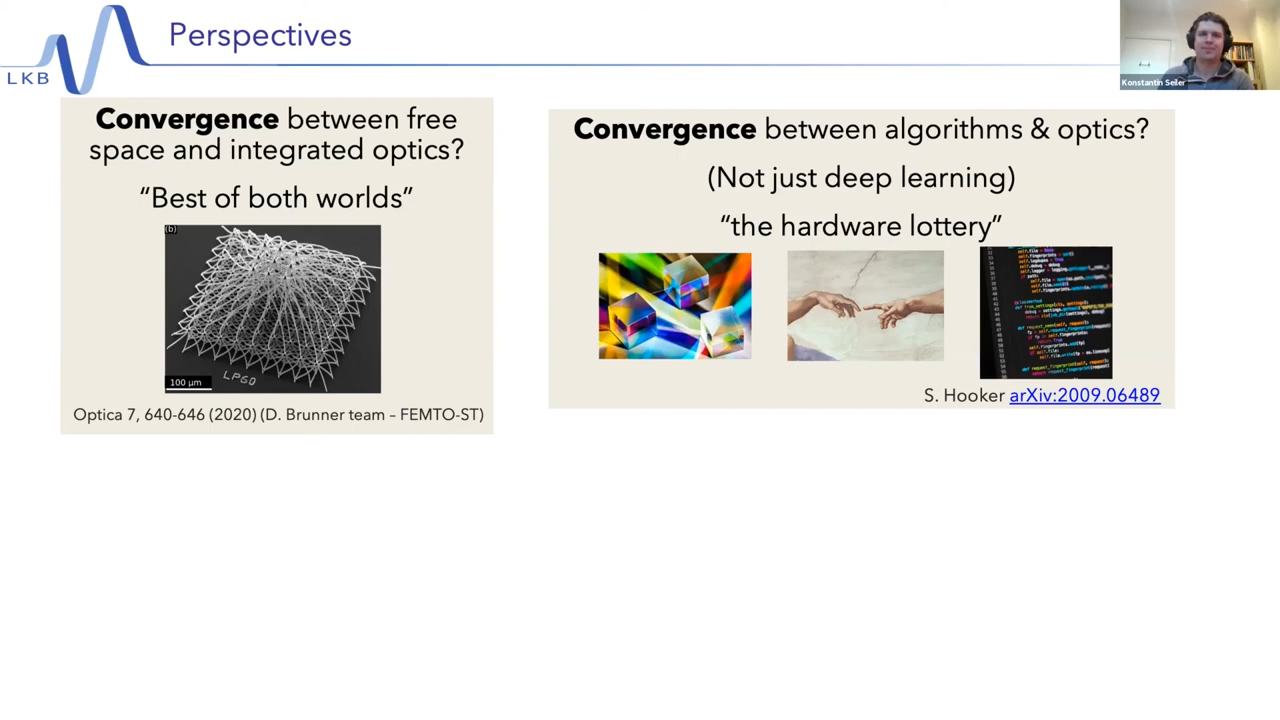 Perspectives
LKB
Konstantin Seiler
Convergence between free
space and integrated optics?
“Best of both worlds”
(b)
100 µm
LP60
Optica 7, 640-646 (2020) (D. Brunner team – FEMTO-ST)
Convergence between algorithms & optics?
(Not just deep learning)
“the hardware lottery”
S. Hooker arXiv:2009.06489